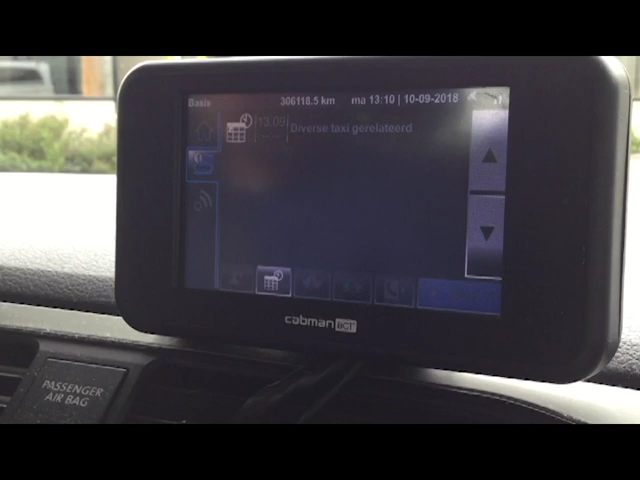 Basis 306118.5 km ma 13:10 | 10-09-2018
13.09 Diverse taxi gerelateerd
cabman BCT
PASSENGER
AIR BAG